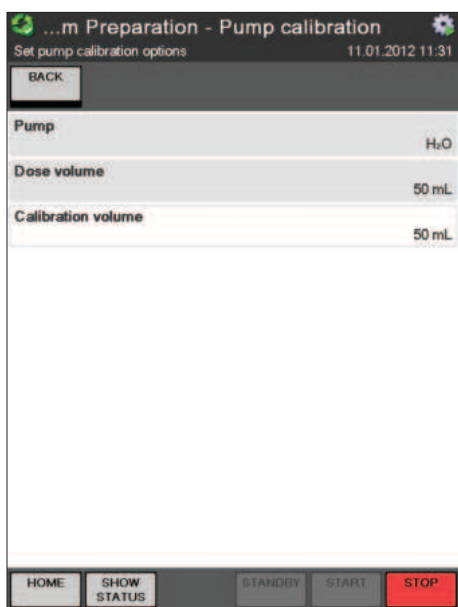 ...m Preparation - Pump calibration
Set pump calibration options 11.01.2012 11:31
BACK
Pump
H₂O
Dose volume
50 mL
Calibration volume
50 mL
HOME SHOW STATUS STANDBY START STOP